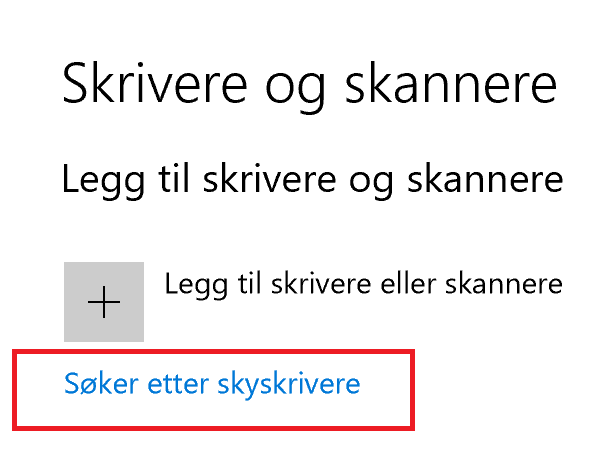 Skrivere og skannere
Legg til skrivere og skannere
Legg til skrivere eller skannere
Søker etter skyskrivere